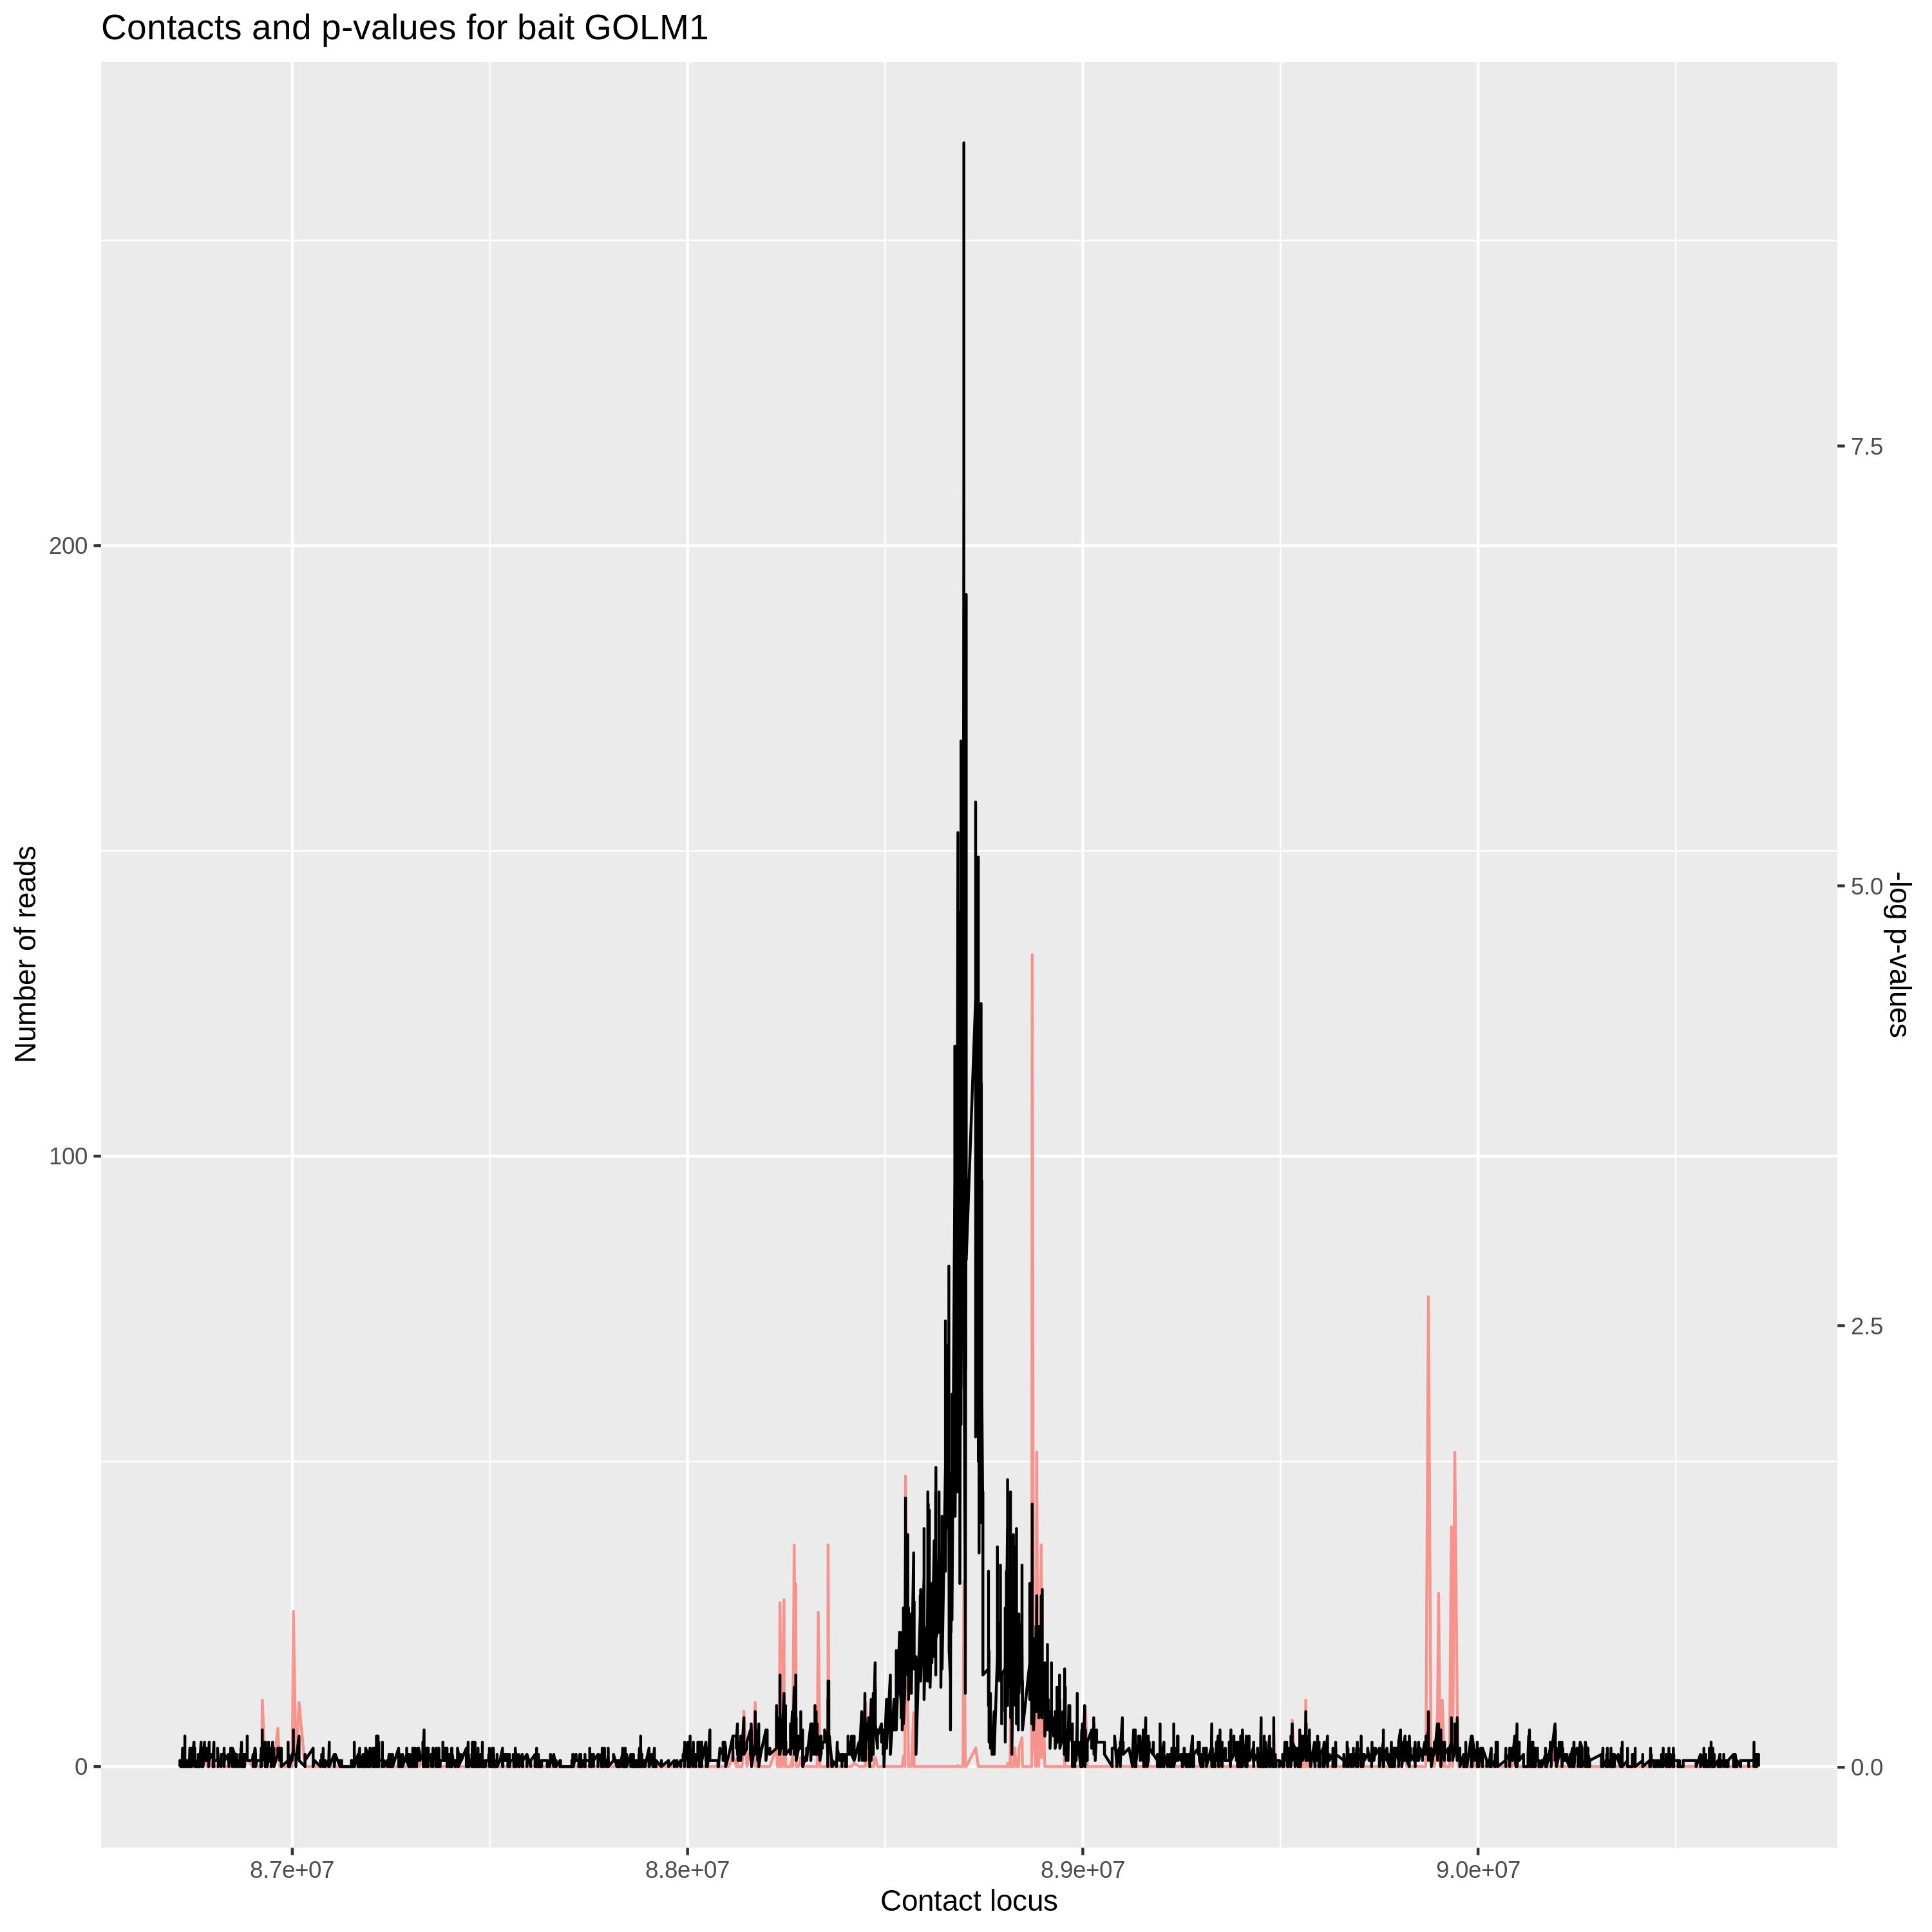 Contacts and p-values for bait GOLM1
Number of reads
200
100
0
7.5
5.0
2.5
0.0
-log p-values
8.7e+07 8.8e+07 8.9e+07 9.0e+07
Contact locus